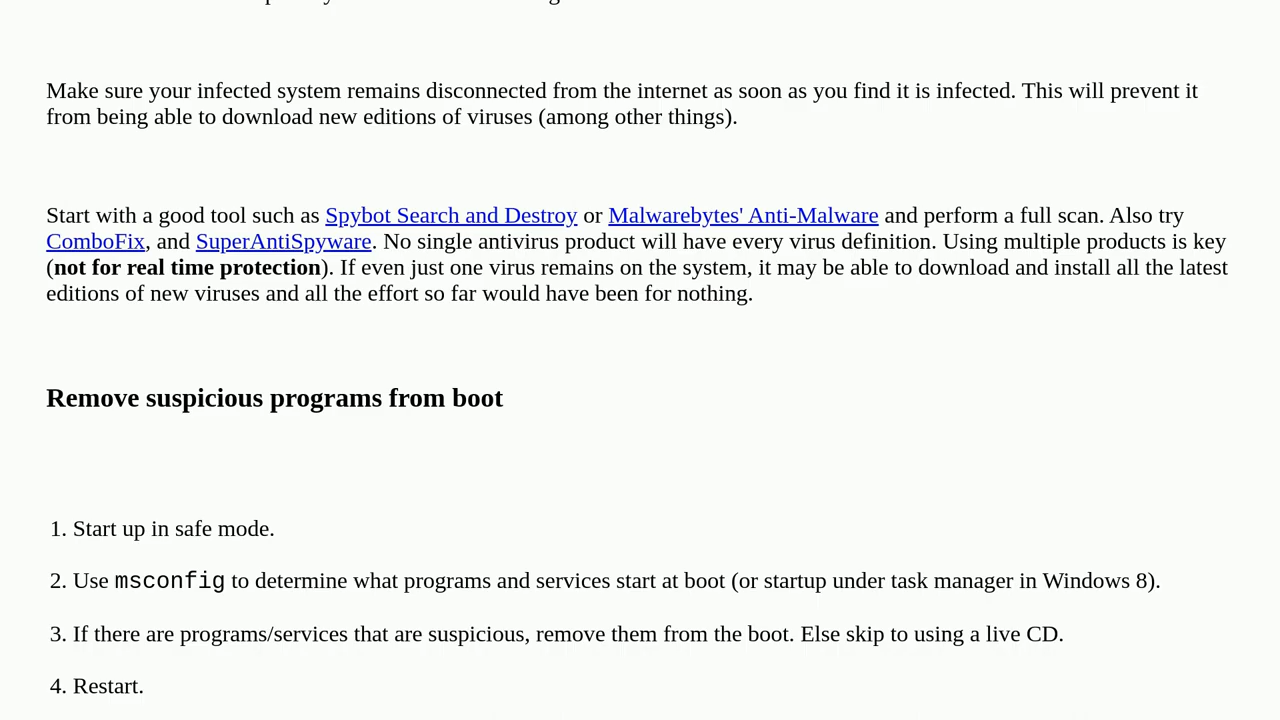 Make sure your infected system remains disconnected from the internet as soon as you find it is infected. This will prevent it
from being able to download new editions of viruses (among other things).
Start with a good tool such as Spybot Search and Destroy or Malwarebytes' Anti-Malware and perform a full scan. Also try
ComboFix, and SuperAntiSpyware. No single antivirus product will have every virus definition. Using multiple products is key
(not for real time protection). If even just one virus remains on the system, it may be able to download and install all the latest
editions of new viruses and all the effort so far would have been for nothing.
Remove suspicious programs from boot
1. Start up in safe mode.
2. Use msconfig to determine what programs and services start at boot (or startup under task manager in Windows 8).
3. If there are programs/services that are suspicious, remove them from the boot. Else skip to using a live CD.
4. Restart.